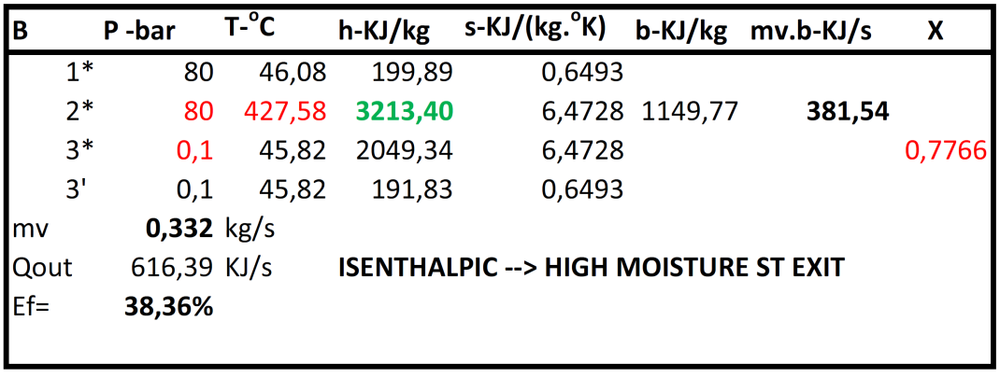 B P -bar T-°C h-KJ/kg s-KJ/(kg.°K) b-KJ/kg mv.b-KJ/s X
1* 80 46,08 199,89 0,6493
2* 80 427,58 3213,40 6,4728 1149,77 381,54
3* 0,1 45,82 2049,34 6,4728 0,7766
3' 0,1 45,82 191,83 0,6493
mv 0,332 kg/s
Qout 616,39 KJ/s ISENTHALPIC --> HIGH MOISTURE ST EXIT
Ef= 38,36%